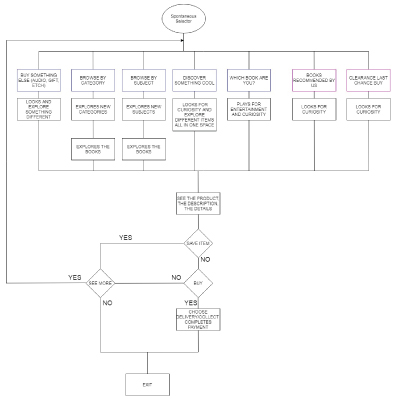 Spontaneous
Selector
BUY SOMETHING
ELSE (AUDIO, GIFT,
ETCH)
BROWSE BY
CATEGORY
BROWSE BY
SUBJECT
DISCOVER
SOMETHING COOL
WHICH BOOK ARE
YOU?
BOOKS
RECOMMENDED BY
US
CLEARANCE LAST
CHANCE BUY
LOOKS AND
EXPLORE
SOMETHING
DIFFERENT
EXPLORES NEW
CATEGORIES
EXPLORES NEW
SUBJECTS
LOOKS FOR
CURIOSITY AND
EXPLORE
DIFFERENT ITEMS
ALL IN ONE SPACE
PLAYS FOR
ENTERTAINMENT
AND CURIOSITY
LOOKS FOR
CURIOSITY
LOOKS FOR
CURIOSITY
EXPLORES THE
BOOKS
EXPLORES THE
BOOKS
SEE THE PRODUCT,
THE DESCRIPTION,
THE DETAILS
YES
SAVE ITEM
NO
YES
SEE MORE
NO
BUY
NO
YES
CHOOSE
DELIVERY/COLLECT
COMPLETES
PAYMENT
EXIT